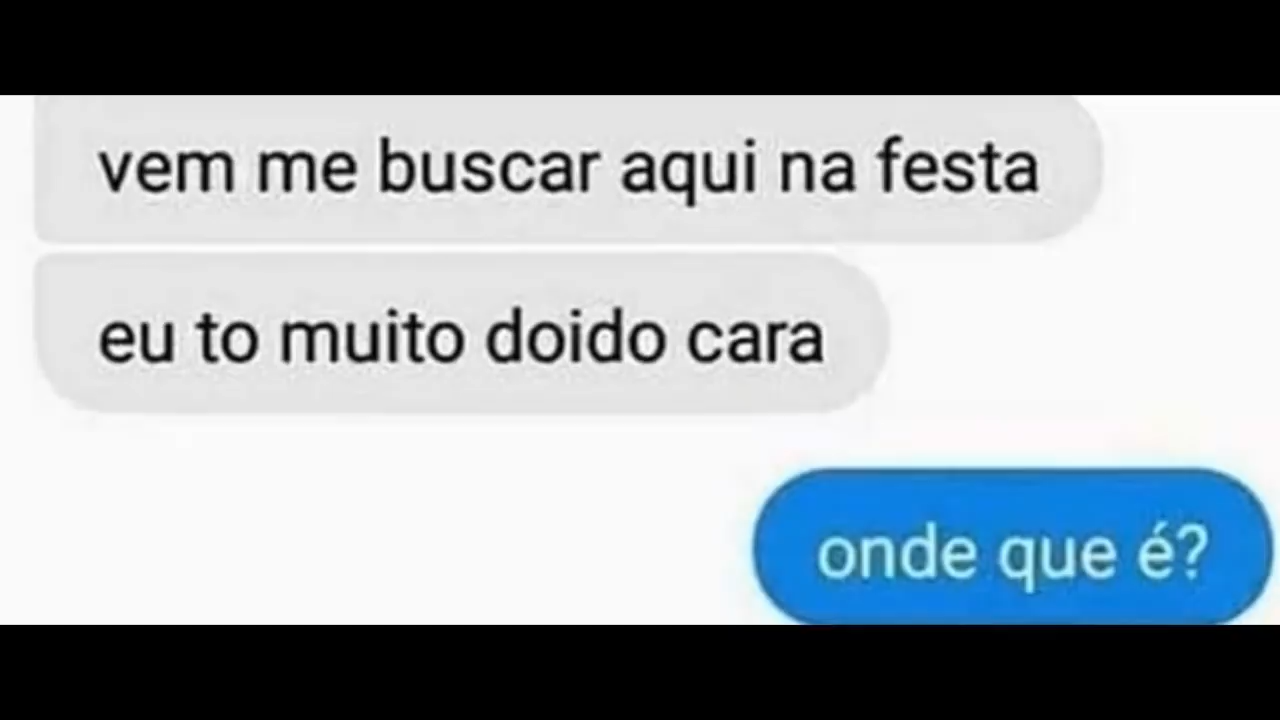 vem me buscar aqui na festa
eu to muito doido cara
onde que é?